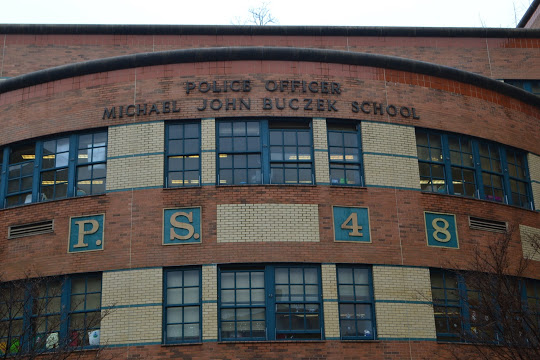 POLICE OFFICER
MICHAEL JOHN BUCZEK SCHOOL
P. S. 4 8